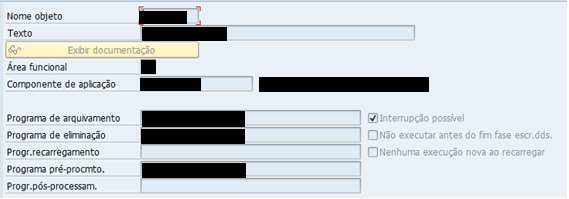 Nome objeto
Texto
Exibir documentação
Área funcional
Componente de aplicação
Programa de arquivamento
Interrupção possível
Programa de eliminação
Não executar antes do fim fase escr.dds.
Progr.recarregamento
Nenhuma execução nova ao recarregar
Programa pré-procmto.
Progr.pós-processam.